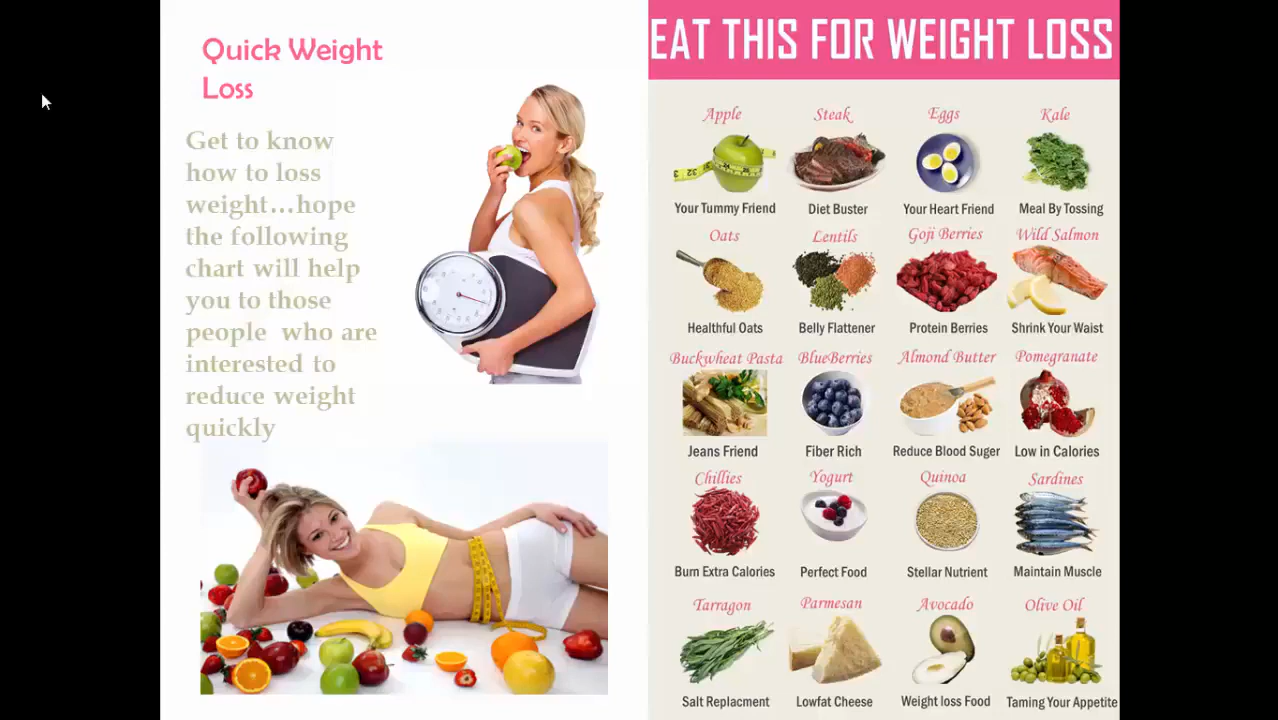 Quick Weight
Loss
Get to know
how to loss
weight...hope
the following
chart will help
you to those
people who are
interested to
reduce weight
quickly
EAT THIS FOR WEIGHT LOSS
Apple Steak Eggs Kale
Your Tummy Friend Diet Buster Your Heart Friend Meal By Tossing
Oats Lentils Goji Berries Wild Salmon
Healthful Oats Belly Flattener Protein Berries Shrink Your Waist
Buckwheat Pasta BlueBerries Almond Butter Pomegranate
Jeans Friend Fiber Rich Reduce Blood Suger Low in Calories
Chillies Yogurt Quinoa Sardines
Burn Extra Calories Perfect Food Stellar Nutrient Maintain Muscle
Tarragon Parmesan Avocado Olive Oil
Salt Replacment Lowfat Cheese Weight loss Food Taming Your Appetite